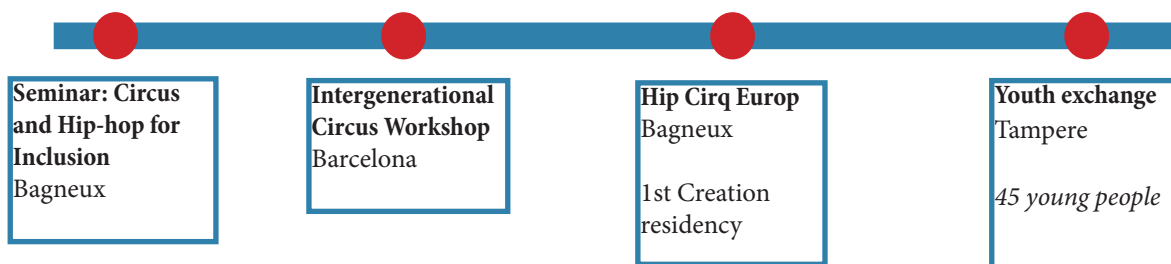 Seminar: Circus
and Hip-hop for
Inclusion
Bagneux
Intergenerational
Circus Workshop
Barcelona
Hip Cirq Europ
Bagneux
1st Creation
residency
Youth exchange
Tampere
45 young people